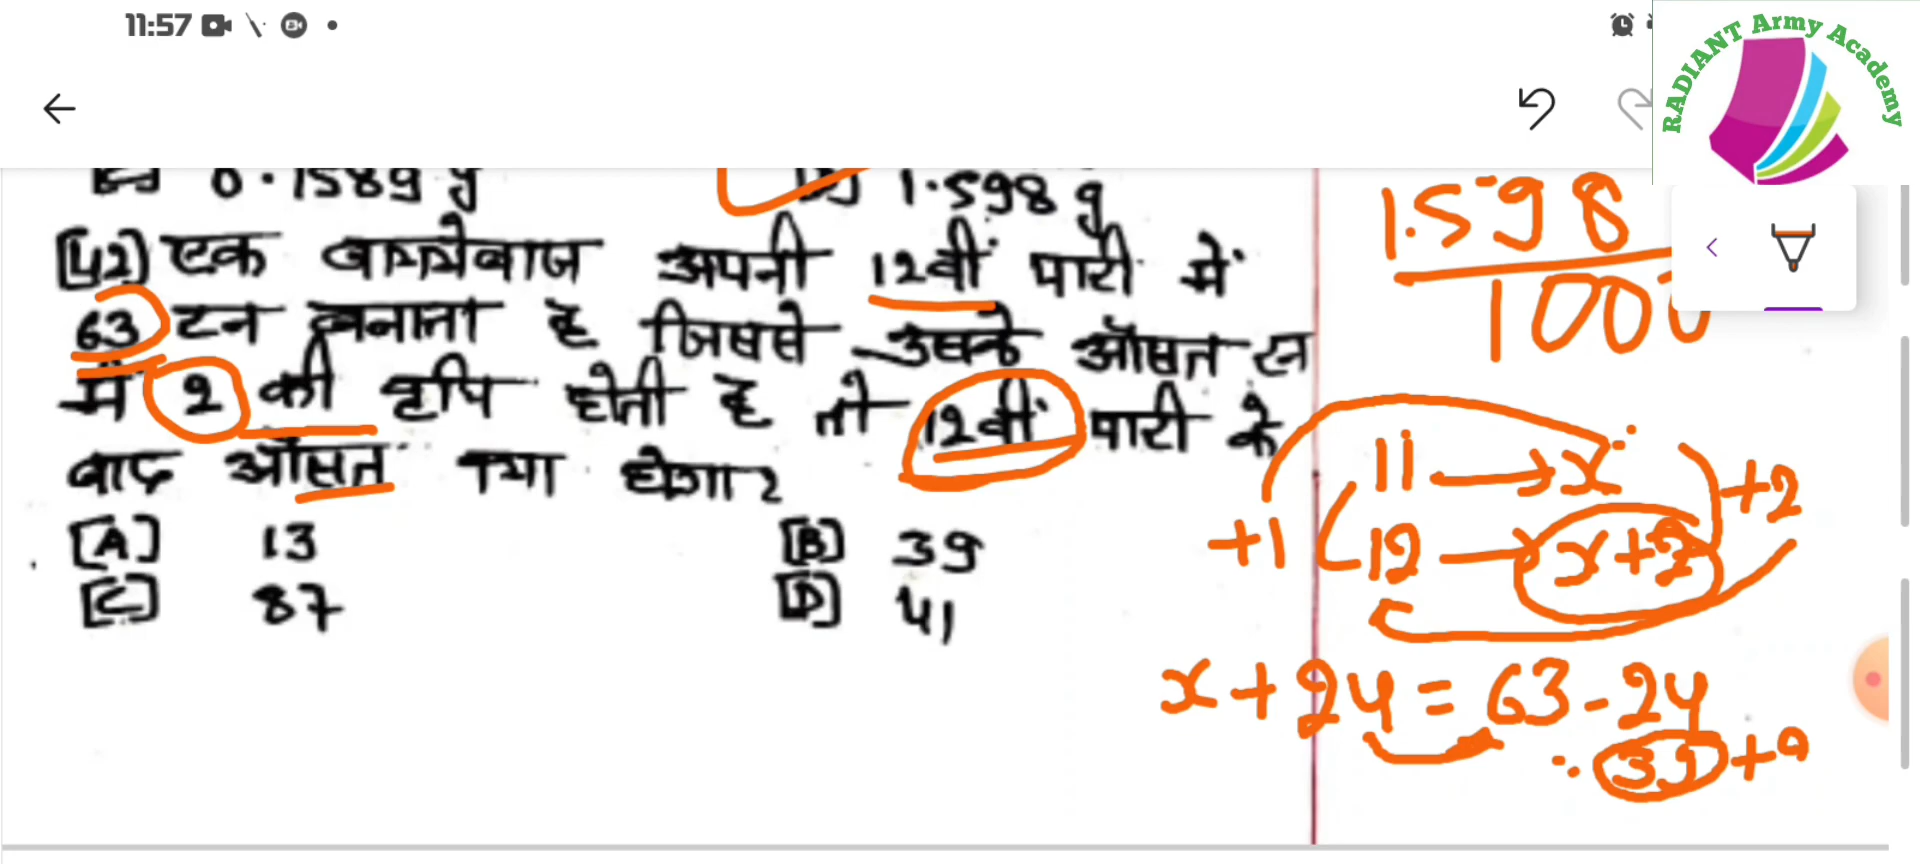 11:57
RADIANT Army Academy
0.1589 g [D] 1.598 g
[42] एक बल्लेबाज अपनी 12वीं पारी में
63 रन बनाता है जिससे उसके औसत रन
में 2 की वृद्धि होती है तो 12वीं पारी के
बाद औसत क्या होगा?
[A] 13 [B] 39
[C] 87 [D] 41
1.598
1000
11 → x
+2
+1
12 → x+2
x+24 = 63-24
39+